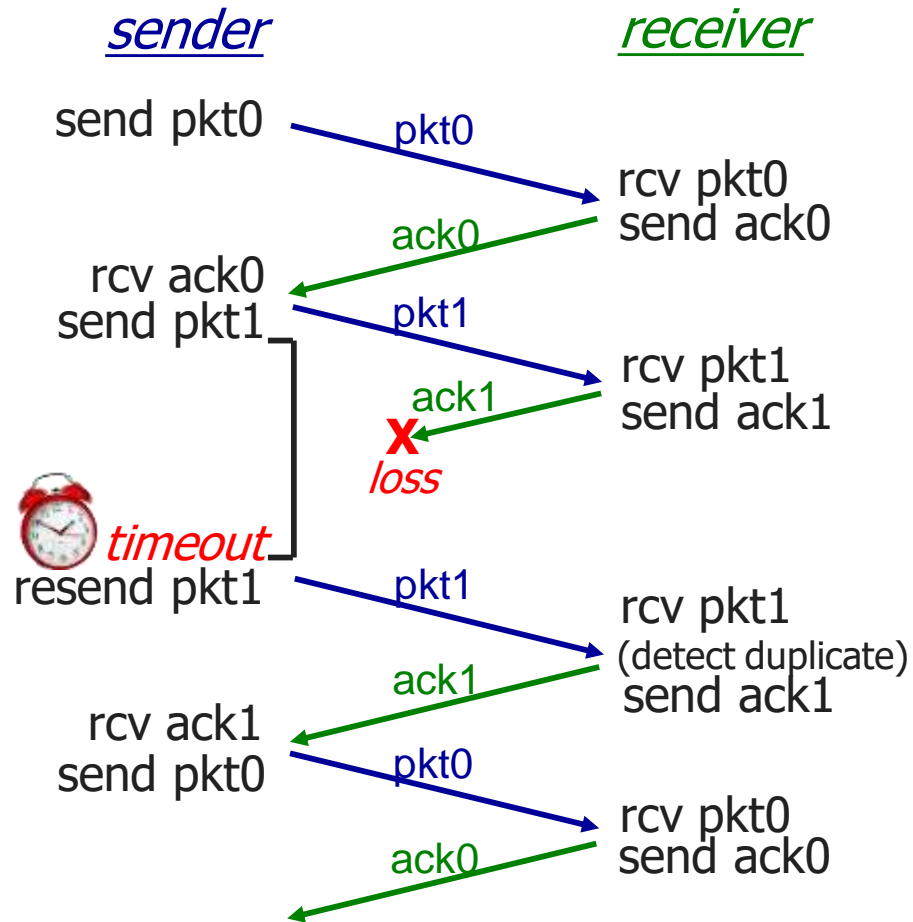 sender
receiver
send pkt0
pkt0
rcv pkt0
send ack0
ack0
rcv ack0
send pkt1
pkt1
rcv pkt1
send ack1
ack1
X
loss
timeout
resend pkt1
pkt1
rcv pkt1
(detect duplicate)
send ack1
ack1
rcv ack1
send pkt0
pkt0
rcv pkt0
send ack0
ack0